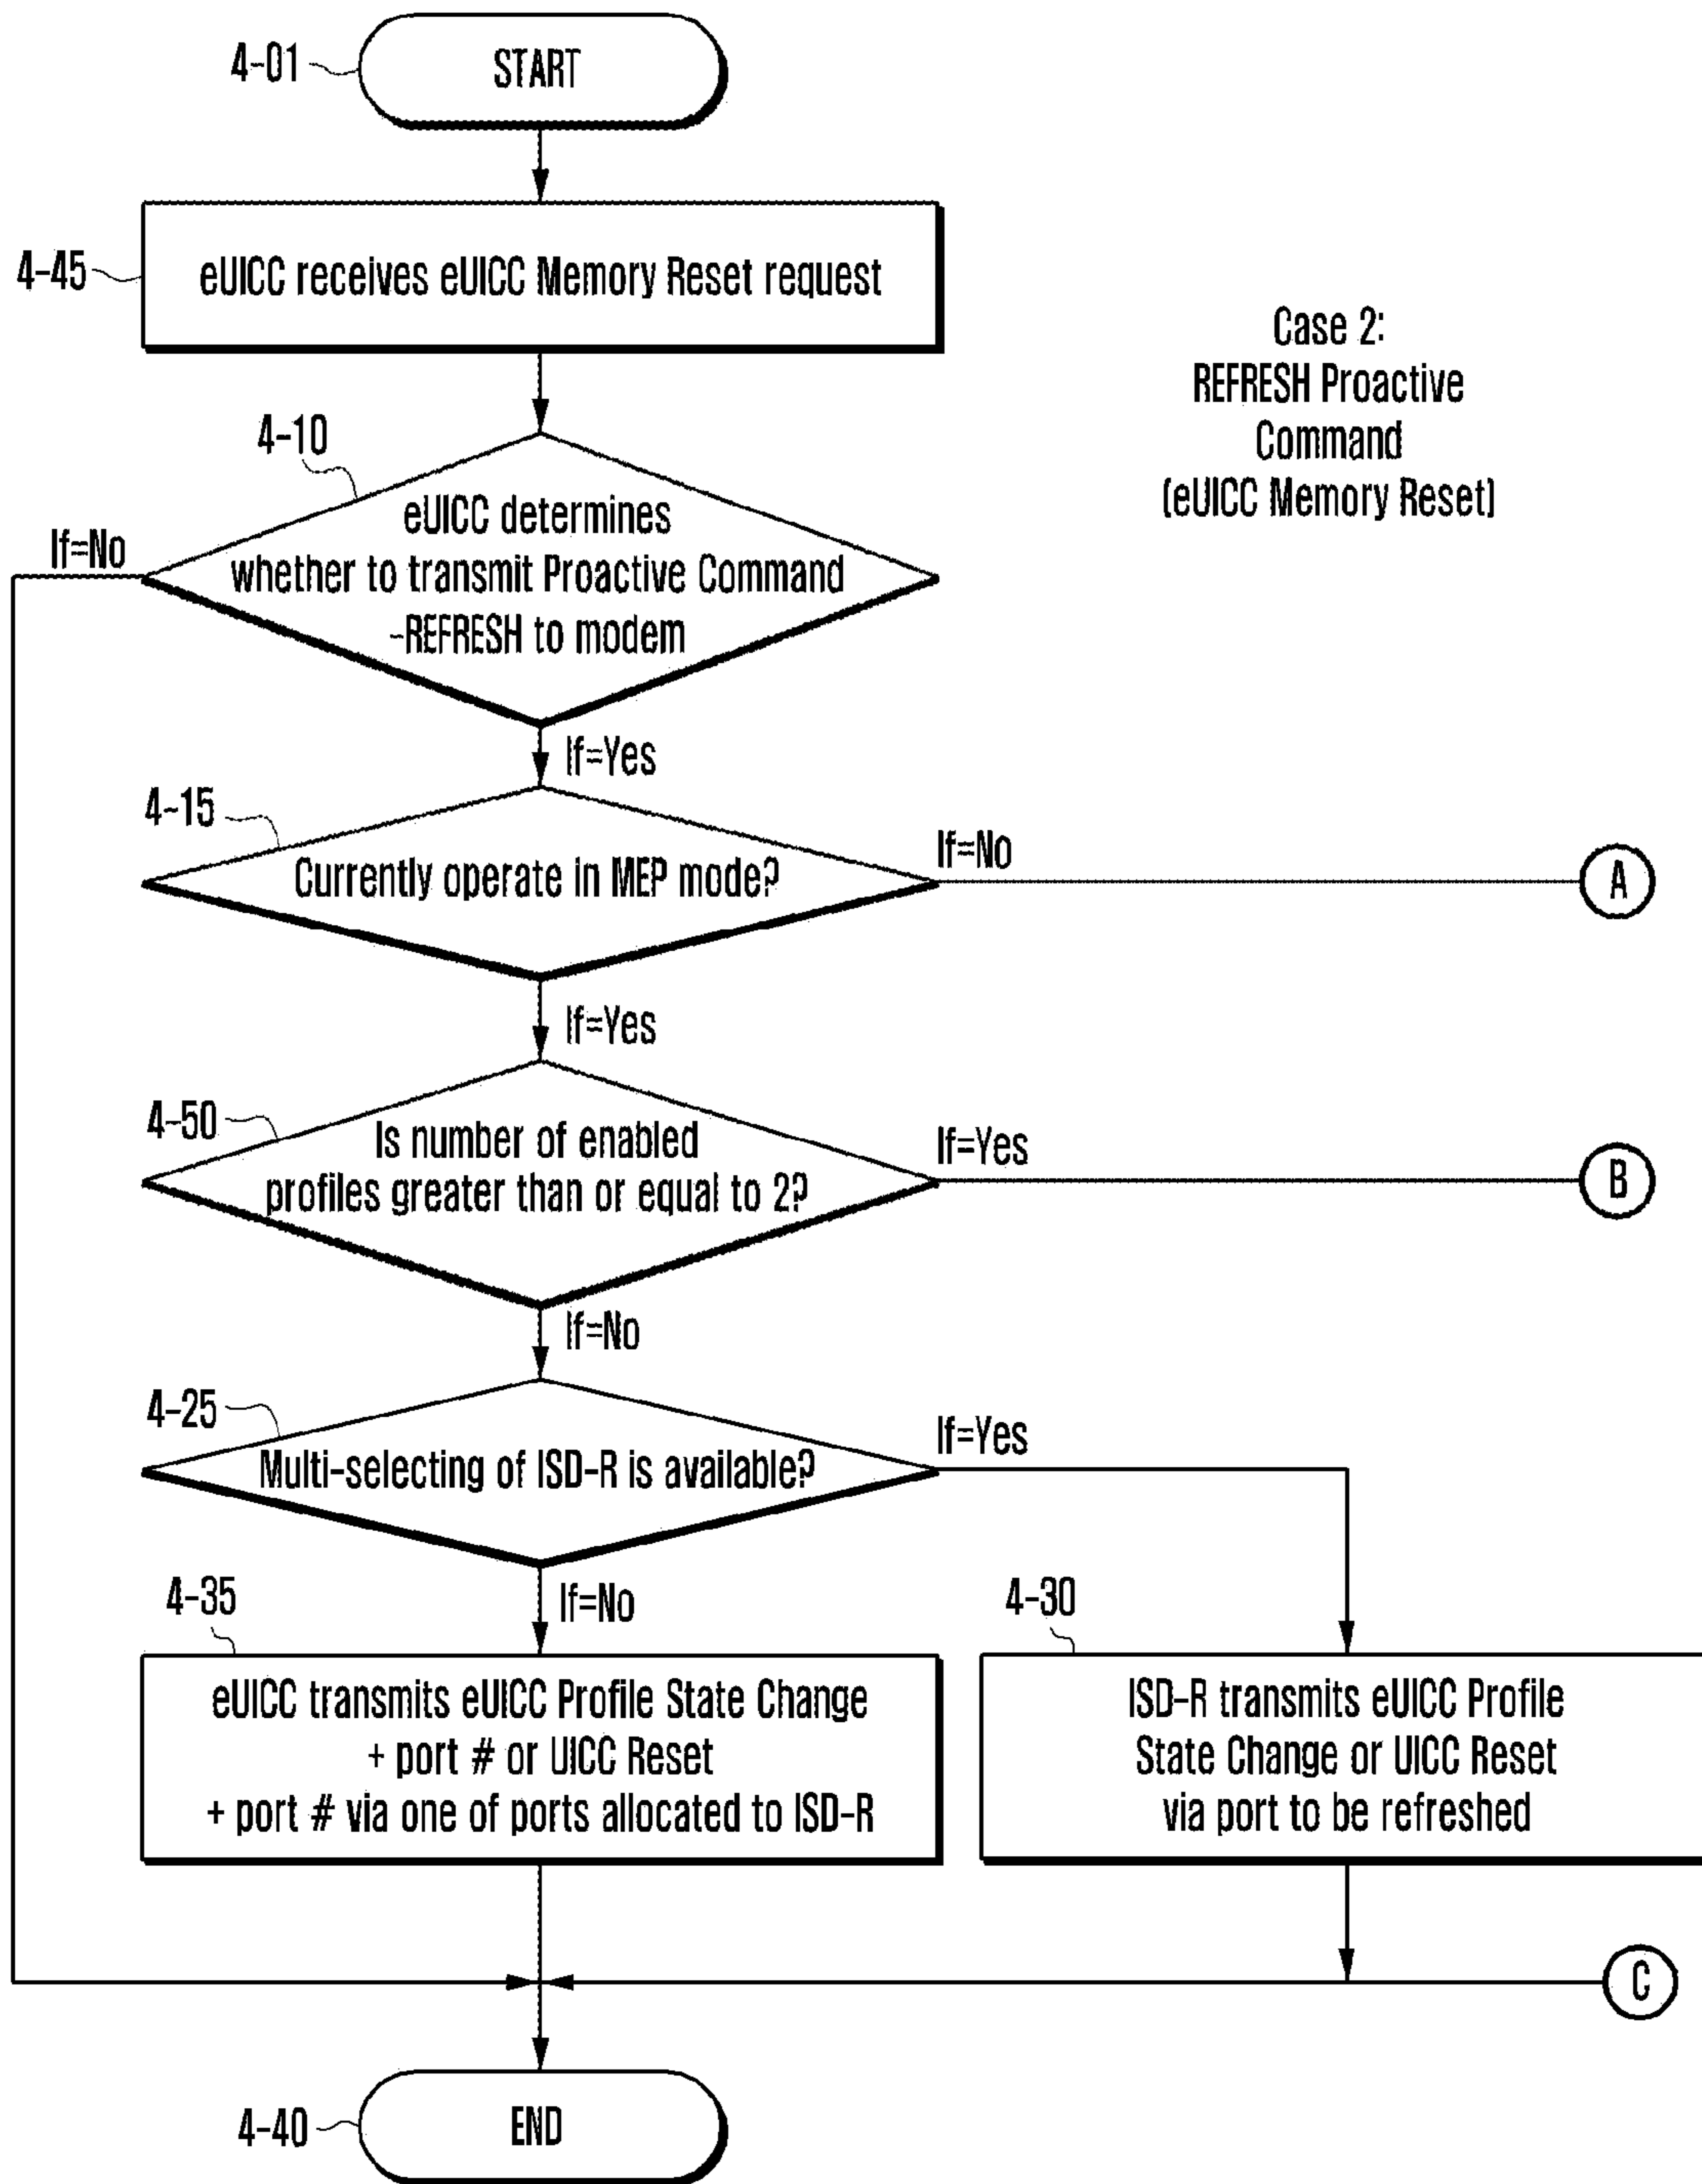 4-01
START
4-45
eUICC receives eUICC Memory Reset request
Case 2:
REFRESH Proactive
Command
(eUICC Memory Reset)
4-10
If=No
eUICC determines
whether to transmit Proactive Command
-REFRESH to modem
If=Yes
4-15
Currently operate in MEP mode?
If=No
A
If=Yes
4-50
Is number of enabled
profiles greater than or equal to 2?
If=Yes
B
If=No
4-25
Multi-selecting of ISD-R is available?
If=Yes
If=No
4-35
eUICC transmits eUICC Profile State Change
+ port # or UICC Reset
+ port # via one of ports allocated to ISD-R
4-30
ISD-R transmits eUICC Profile
State Change or UICC Reset
via port to be refreshed
C
4-40
END